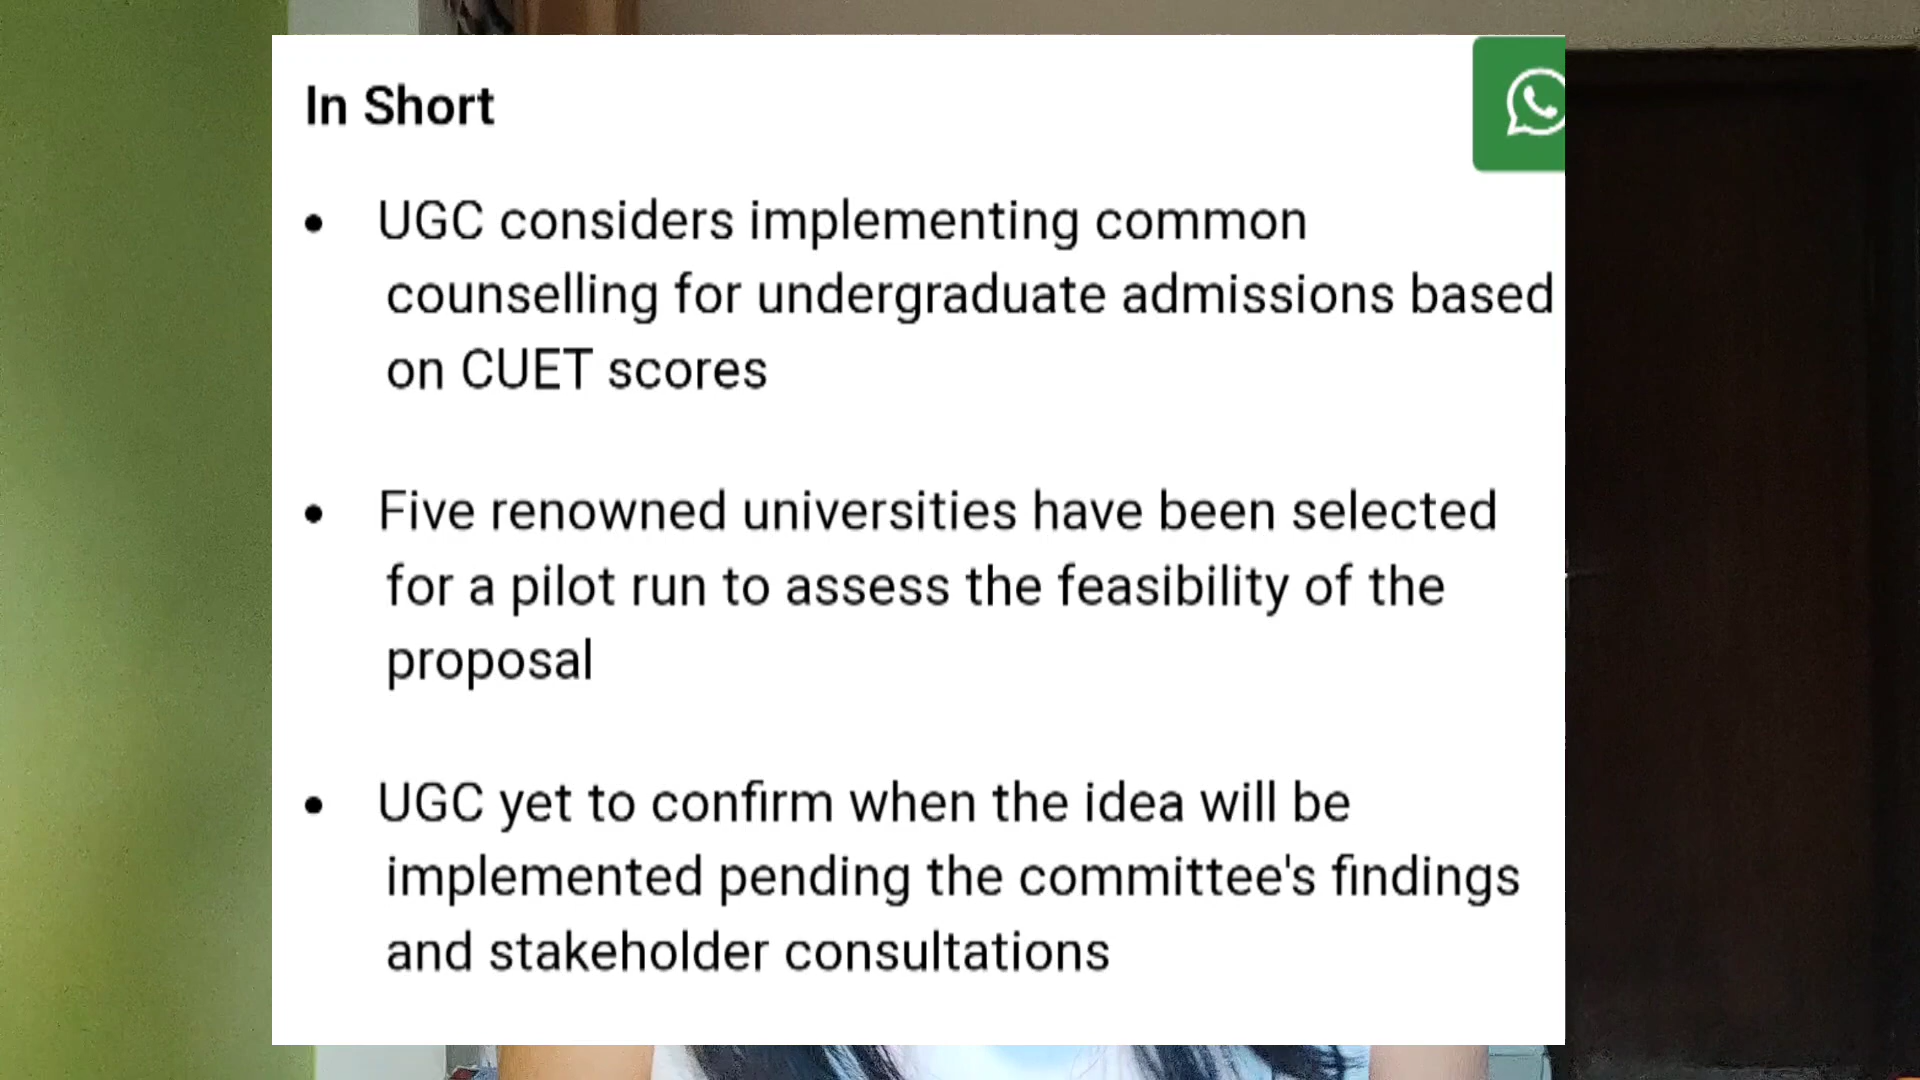 In Short
• UGC considers implementing common
counselling for undergraduate admissions based
on CUET scores
• Five renowned universities have been selected
for a pilot run to assess the feasibility of the
proposal
• UGC yet to confirm when the idea will be
implemented pending the committee's findings
and stakeholder consultations